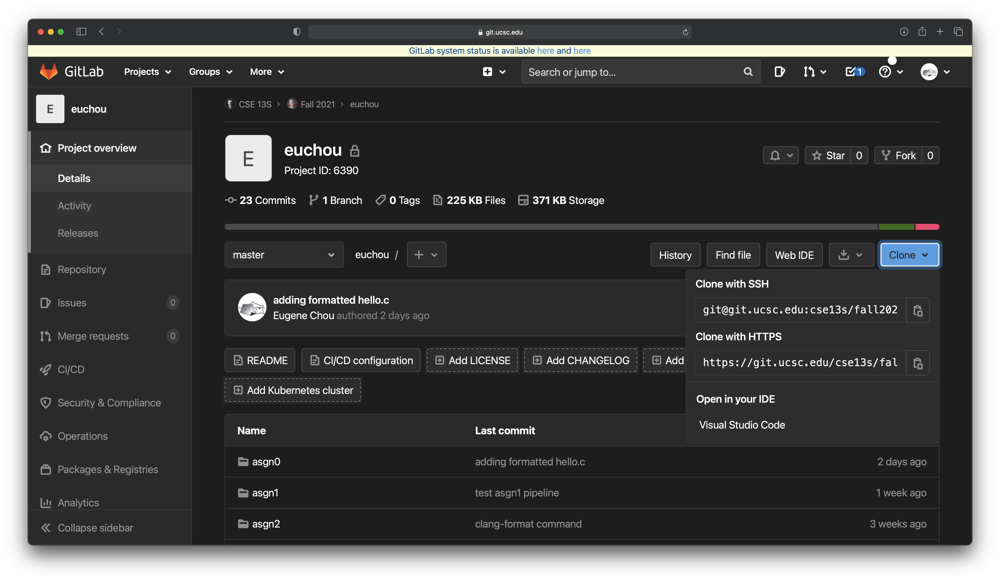 git.ucsc.edu
GitLab system status is available here and here
GitLab Projects Groups More Search or jump to... 1
E euchou
Project overview
Details
Activity
Releases
Repository
Issues 0
Merge requests 0
CI/CD
Security & Compliance
Operations
Packages & Registries
Analytics
Collapse sidebar
CSE 13S > Fall 2021 > euchou
E
euchou
Project ID: 6390
Star 0 Fork 0
23 Commits 1 Branch 0 Tags 225 KB Files 371 KB Storage
master euchou / + History Find file Web IDE Clone
adding formatted hello.c
Eugene Chou authored 2 days ago
README CI/CD configuration Add LICENSE Add CHANGELOG Add
Add Kubernetes cluster
Clone with SSH
git@git.ucsc.edu:cse13s/fall202
Clone with HTTPS
https://git.ucsc.edu/cse13s/fal
Open in your IDE
Visual Studio Code
Name Last commit
asgn0 adding formatted hello.c 2 days ago
asgn1 test asgn1 pipeline 1 week ago
asgn2 clang-format command 3 weeks ago